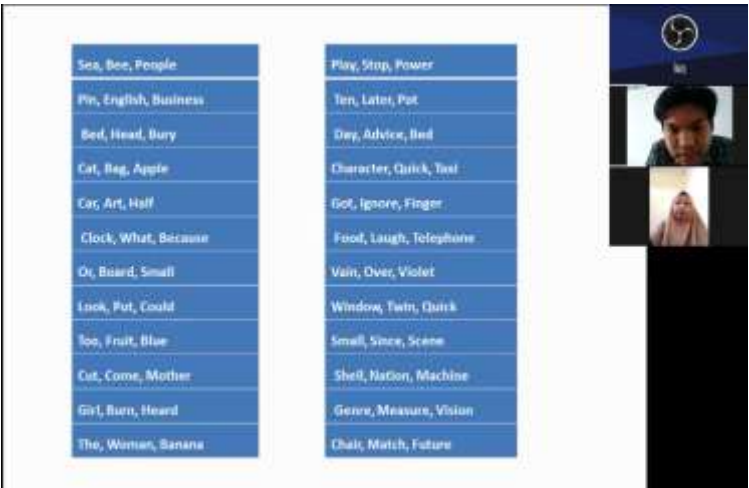 Sea, Bee, People
Pin, English, Business
Bed, Head, Bury
Cat, Bag, Apple
Car, Art, Half
Clock, What, Because
Or, Board, Small
Look, Put, Could
Too, Fruit, Blue
Cut, Come, Mother
Girl, Burn, Heard
The, Woman, Banana
Play, Stop, Power
Ten, Later, Pot
Day, Advice, Bed
Character, Quick, Taxi
Got, Ignore, Finger
Food, Laugh, Telephone
Vain, Over, Violet
Window, Twin, Quick
Small, Since, Scene
Shell, Nation, Machine
Genre, Measure, Vision
Chair, Match, Future